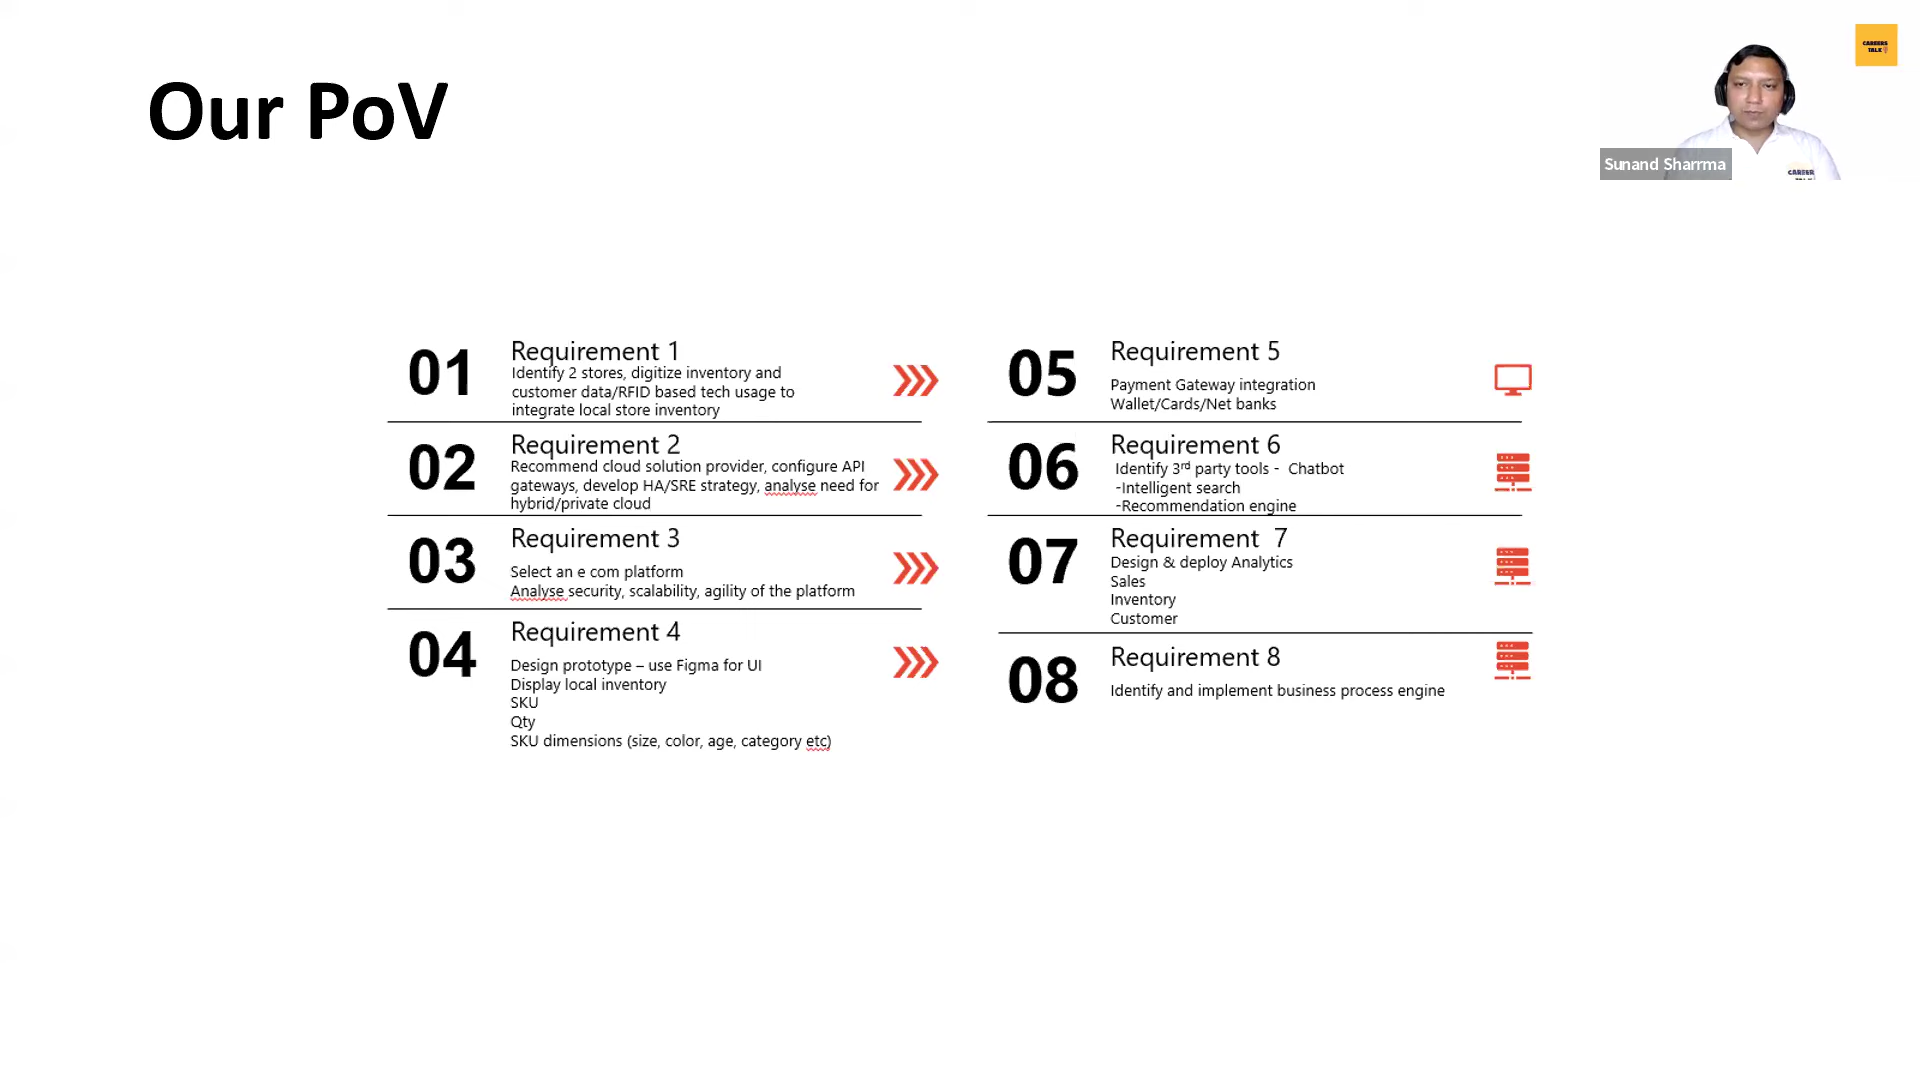 Our PoV
CAREERS
TALK
Sunand Sharrma
CAREER
01
Requirement 1
Identify 2 stores, digitize inventory and
customer data/RFID based tech usage to
integrate local store inventory
02
Requirement 2
Recommend cloud solution provider, configure API
gateways, develop HA/SRE strategy, analyse need for
hybrid/private cloud
03
Requirement 3
Select an e com platform
Analyse security, scalability, agility of the platform
04
Requirement 4
Design prototype – use Figma for UI
Display local inventory
SKU
Qty
SKU dimensions (size, color, age, category etc)
05
Requirement 5
Payment Gateway integration
Wallet/Cards/Net banks
06
Requirement 6
Identify 3rd party tools - Chatbot
-Intelligent search
-Recommendation engine
07
Requirement 7
Design & deploy Analytics
Sales
Inventory
Customer
08
Requirement 8
Identify and implement business process engine